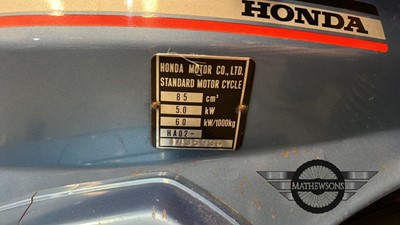 HONDA
HONDA MOTOR CO., LTD.
STANDARD MOTOR CYCLE
85 cm³
5.0 kW
60 kW/1000kg
HA02-
MATHEWSONS